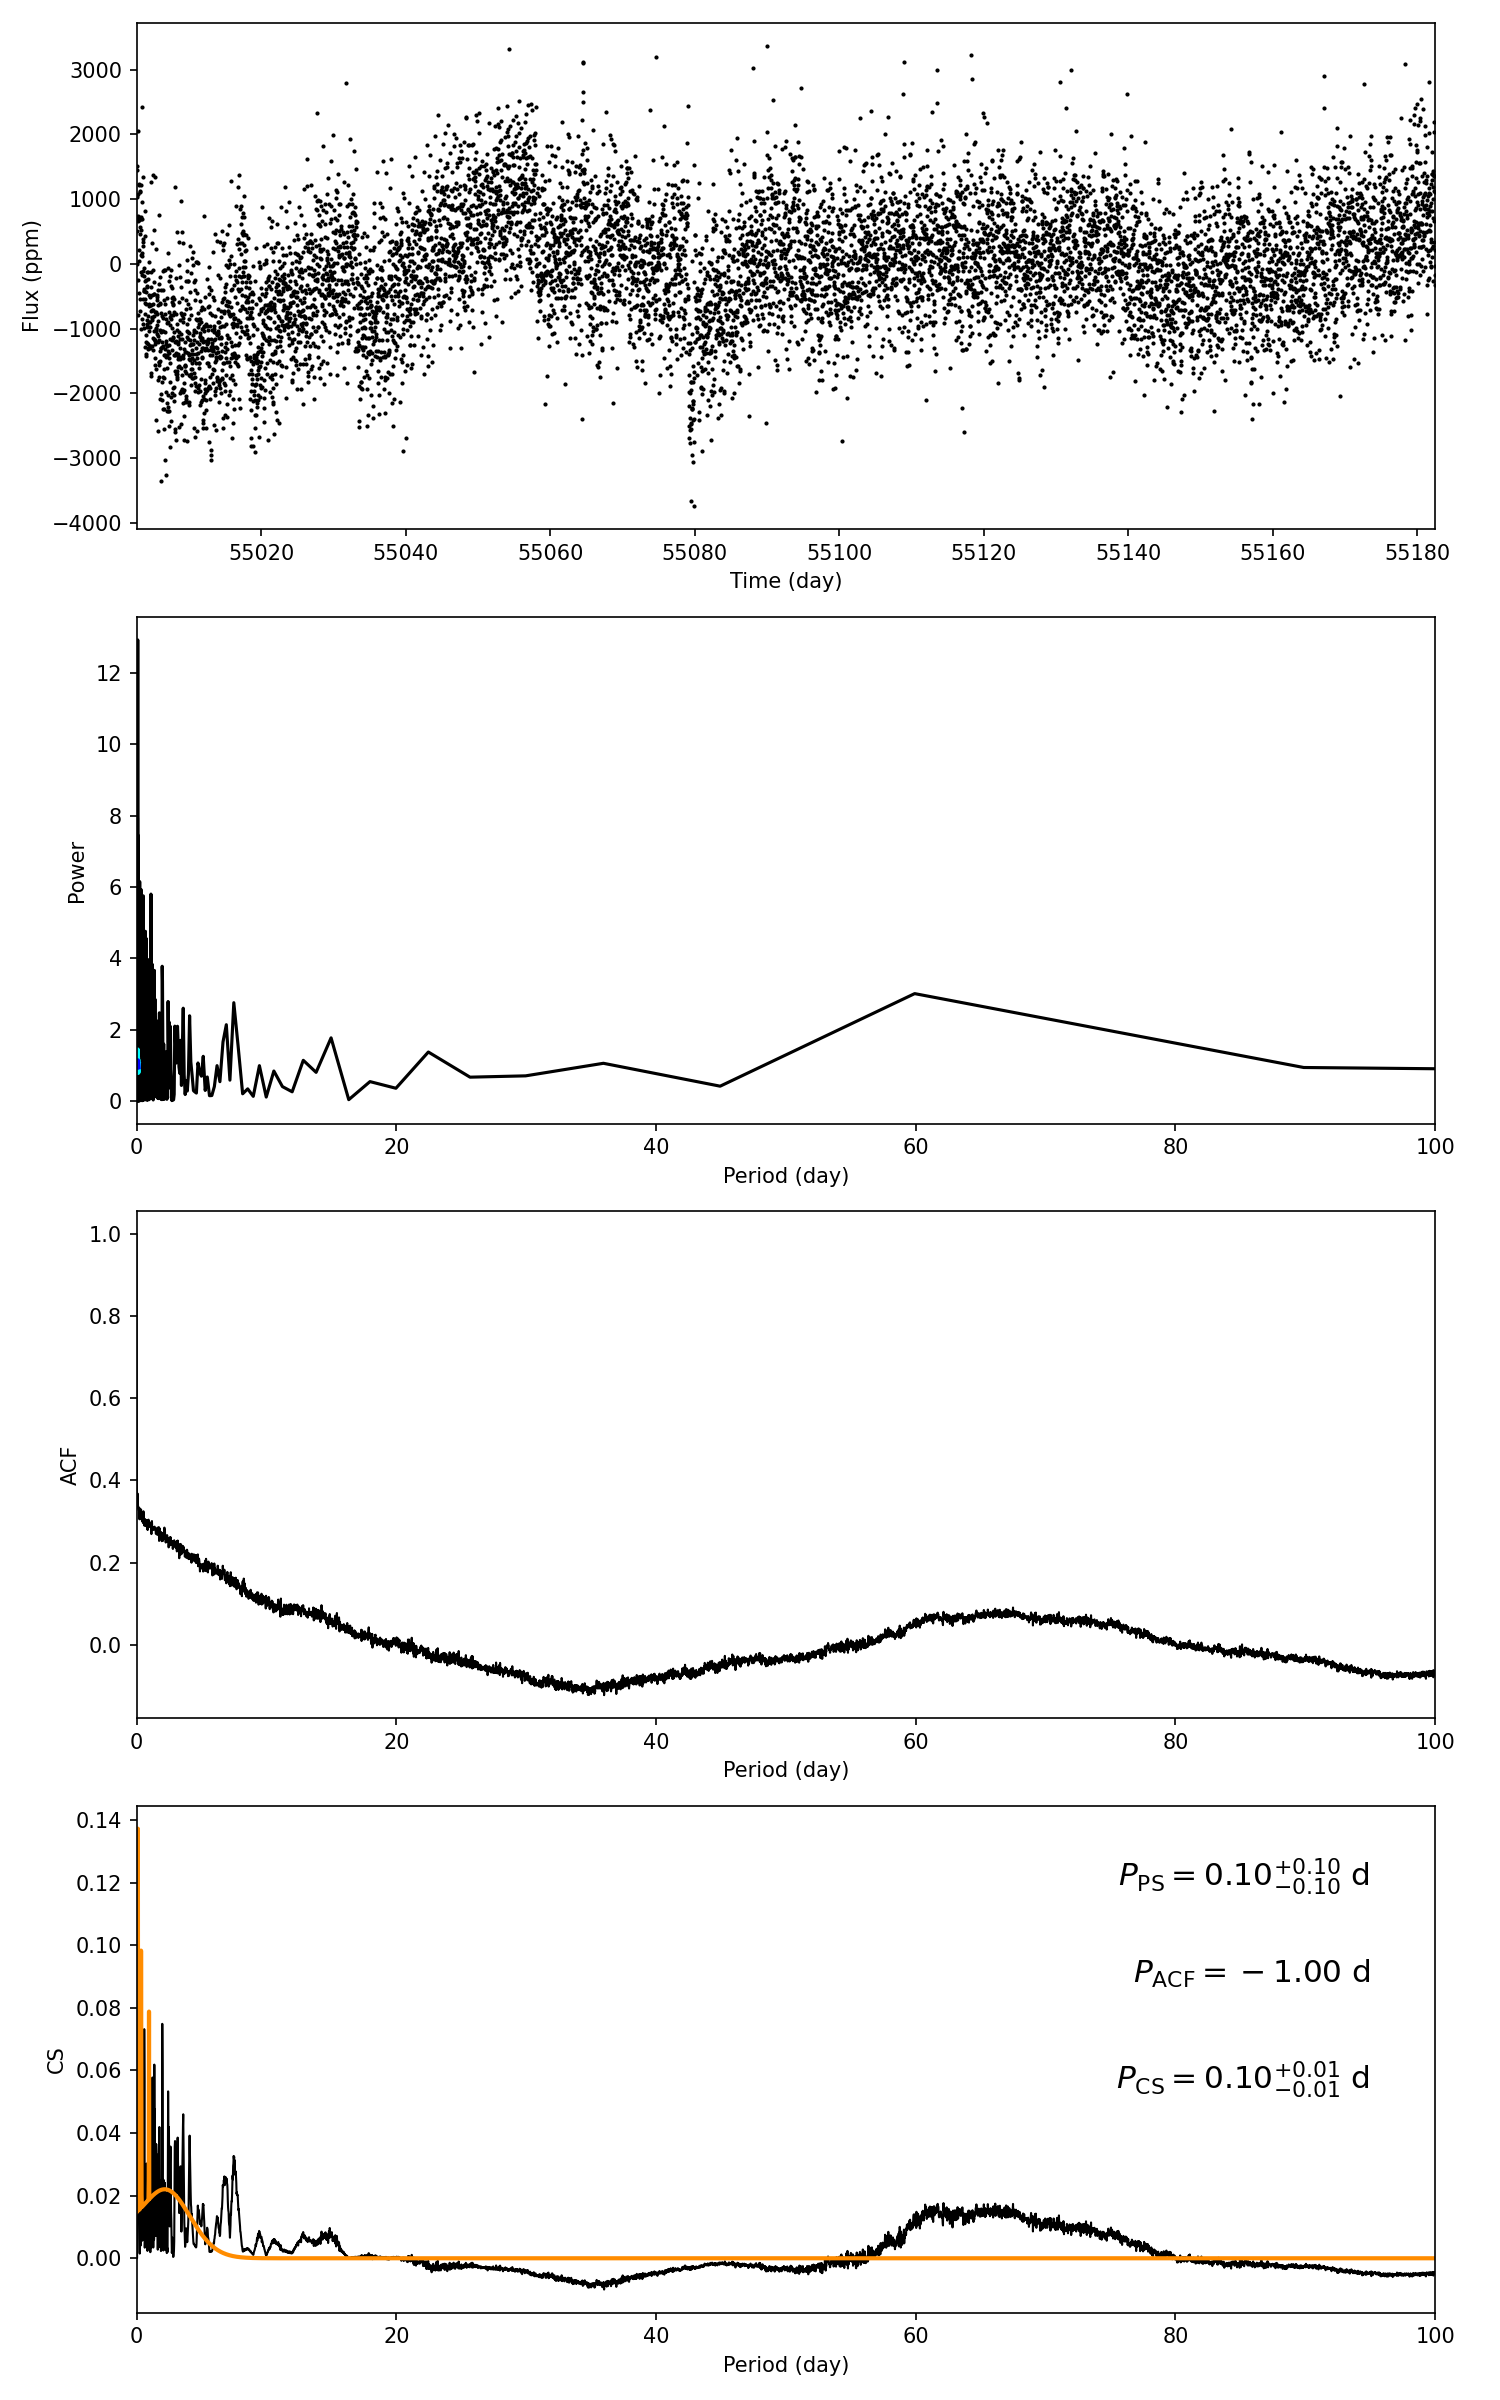 3000
2000
1000
0
−1000
−2000
−3000
−4000
Flux (ppm)
55020 55040 55060 55080 55100 55120 55140 55160 55180
Time (day)
12
10
8
6
4
2
0
Power
0 20 40 60 80 100
Period (day)
1.0
0.8
0.6
0.4
0.2
0.0
ACF
0 20 40 60 80 100
Period (day)
0.14
0.12
0.10
0.08
0.06
0.04
0.02
0.00
CS
P_PS = 0.10 +0.10 −0.10 d
P_ACF = −1.00 d
P_CS = 0.10 +0.01 −0.01 d
0 20 40 60 80 100
Period (day)